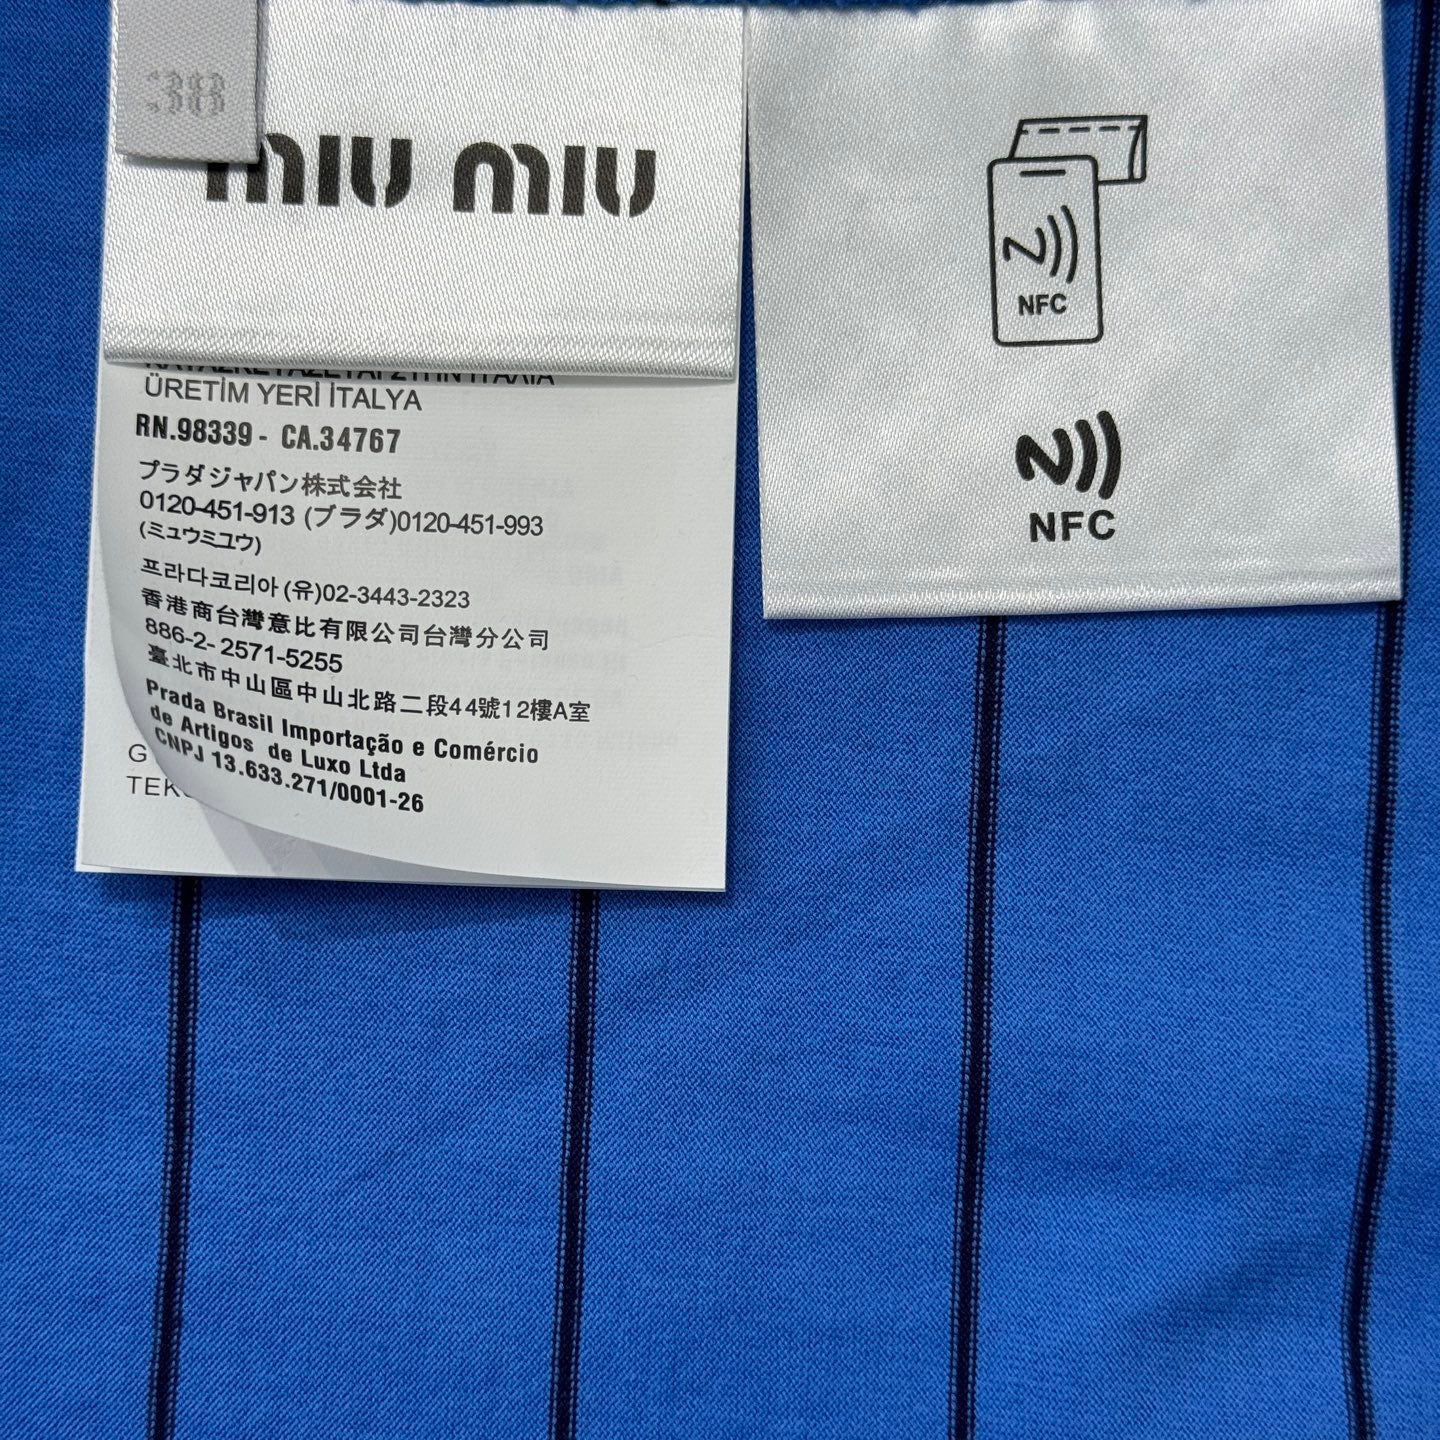 miu miu
ÜRETİM YERİ İTALYA
RN.98339 - CA.34767
プラダジャパン株式会社
0120-451-913 (プラダ)0120-451-993
(ミュウミュウ)
프라다코리아 (유)02-3443-2323
香港商台灣意比有限公司台灣分公司
886-2- 2571-5255
臺北市中山區中山北路二段44號12樓A室
Prada Brasil Importação e Comércio
de Artigos de Luxo Ltda
CNPJ 13.633.271/0001-26
NFC
NFC